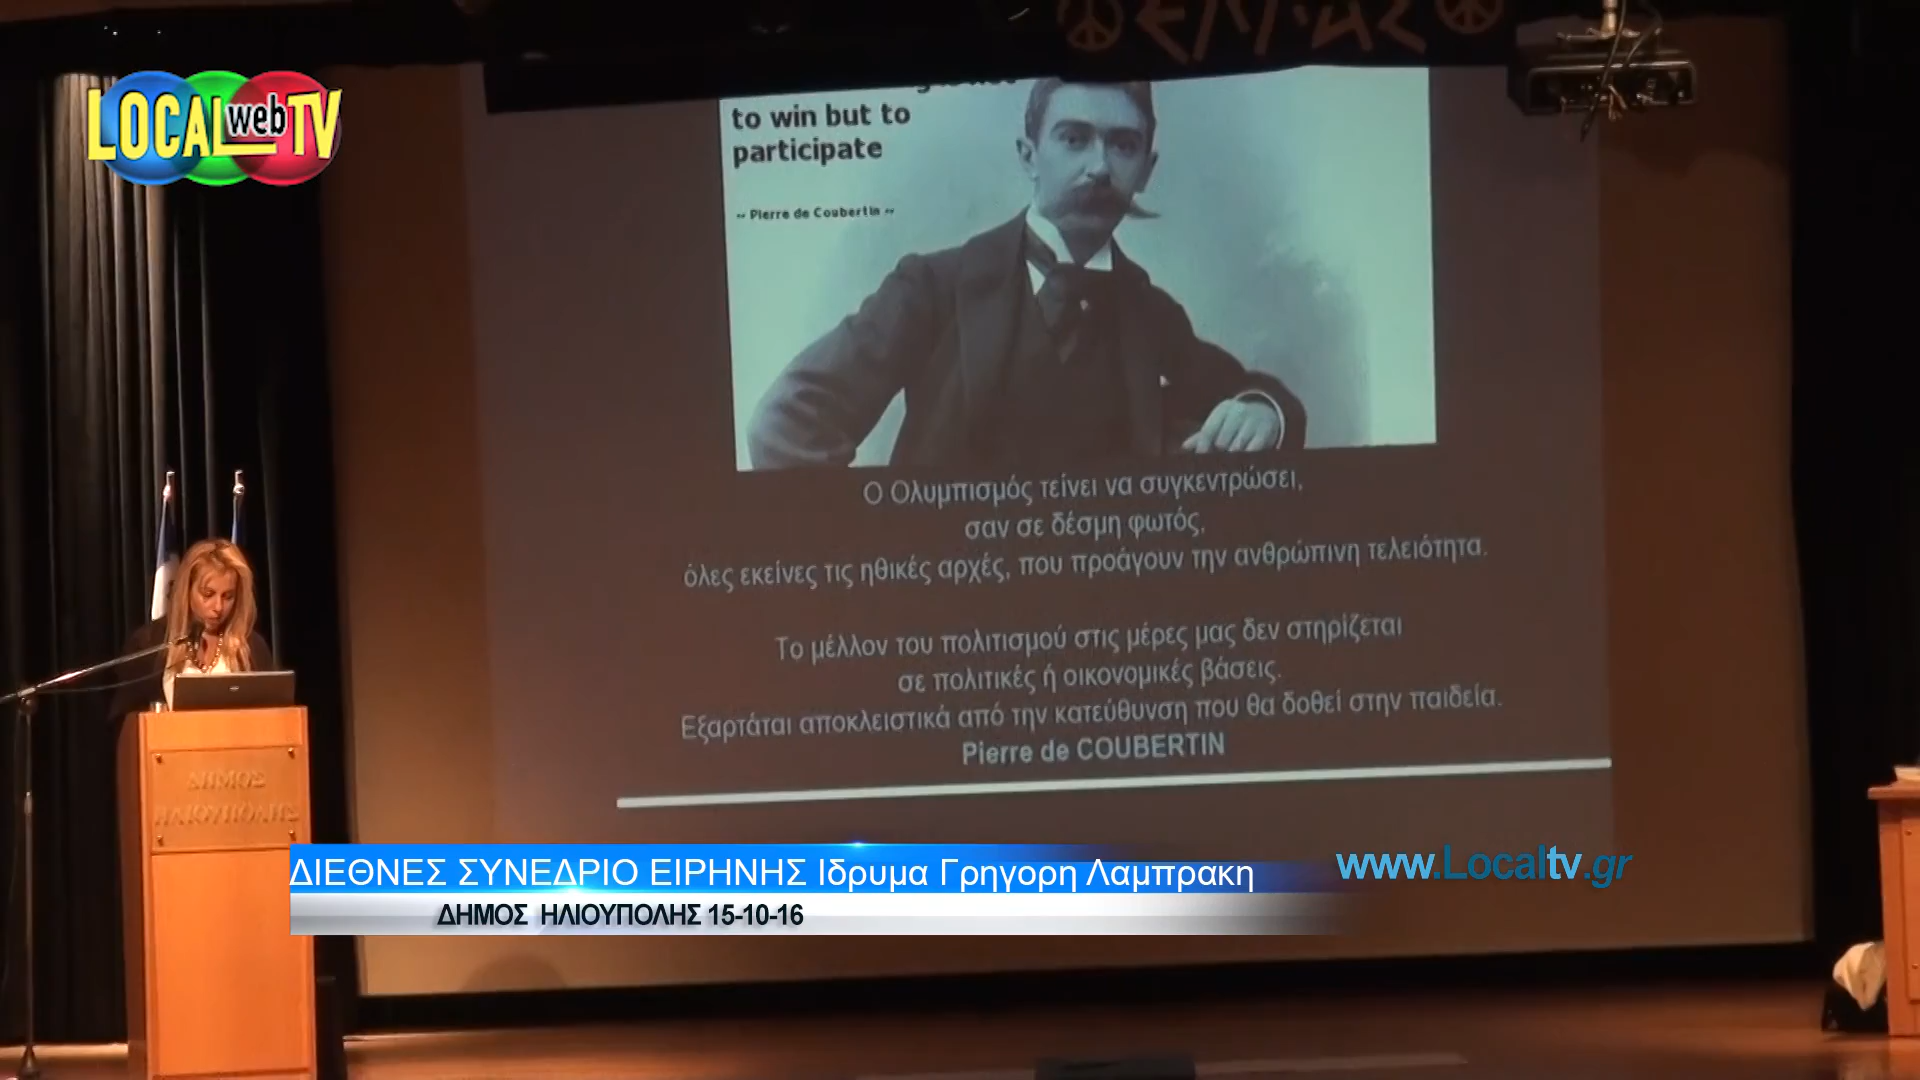 LOCAL web TV
to win but to
participate
~ Pierre de Coubertin ~
Ο Ολυμπισμός τείνει να συγκεντρώσει,
σαν σε δέσμη φωτός,
όλες εκείνες τις ηθικές αρχές, που προάγουν την ανθρώπινη τελειότητα.
Το μέλλον του πολιτισμού στις μέρες μας δεν στηρίζεται
σε πολιτικές ή οικονομικές βάσεις.
Εξαρτάται αποκλειστικά από την κατεύθυνση που θα δοθεί στην παιδεία.
Pierre de COUBERTIN
ΔΗΜΟΣ
ΗΛΙΟΥΠΟΛΗΣ
ΔΙΕΘΝΕΣ ΣΥΝΕΔΡΙΟ ΕΙΡΗΝΗΣ Ιδρυμα Γρηγορη Λαμπρακη
www.Localtv.gr
ΔΗΜΟΣ ΗΛΙΟΥΠΟΛΗΣ 15-10-16